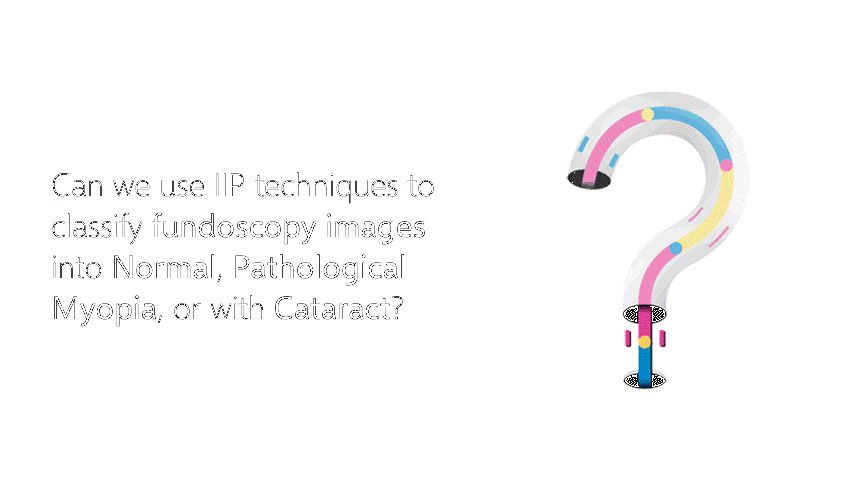 Can we use IIP techniques to
classify fundoscopy images
into Normal, Pathological
Myopia, or with Cataract?